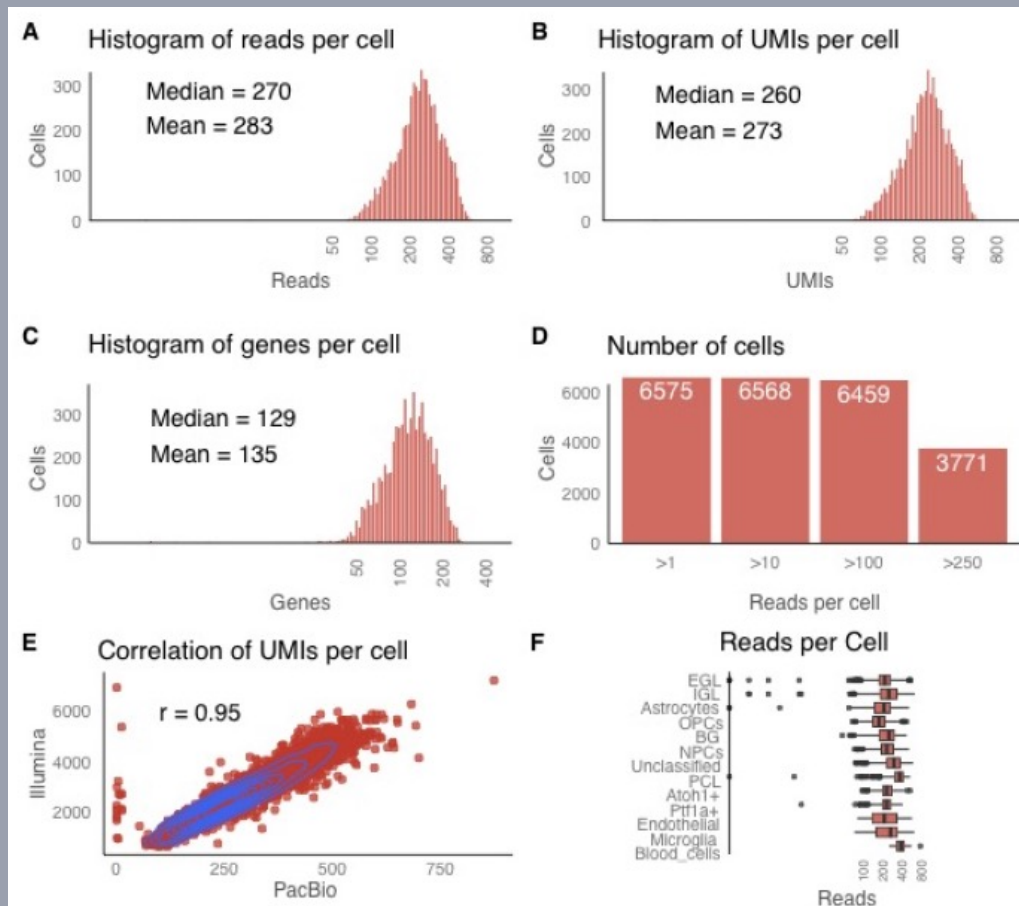 A
Histogram of reads per cell
Median = 270
Mean = 283
Cells
300
200
100
0
50
100
200
400
800
Reads
B
Histogram of UMIs per cell
Median = 260
Mean = 273
Cells
300
200
100
0
50
100
200
400
800
UMIs
C
Histogram of genes per cell
Median = 129
Mean = 135
Cells
300
200
100
0
50
100
200
400
Genes
D
Number of cells
Cells
6000
4000
2000
0
6575
6568
6459
3771
>1
>10
>100
>250
Reads per cell
E
Correlation of UMIs per cell
r = 0.95
Illumina
6000
4000
2000
0
250
500
750
PacBio
F
Reads per Cell
EGL
IGL
Astrocytes
OPCs
BG
NPCs
Unclassified
PCL
Atoh1+
Ptf1a+
Endothelial
Microglia
Blood_cells
100
200
400
800
Reads